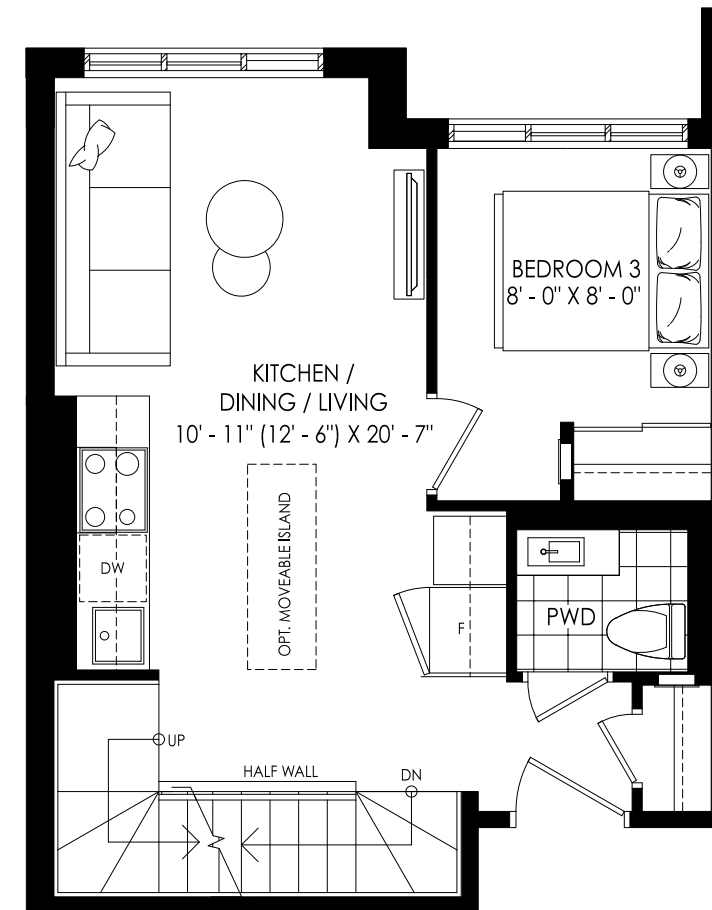 BEDROOM 3
8' - 0" X 8' - 0"
KITCHEN /
DINING / LIVING
10' - 11" (12' - 6") X 20' - 7"
OPT. MOVEABLE ISLAND
DW
F
PWD
UP
HALF WALL
DN